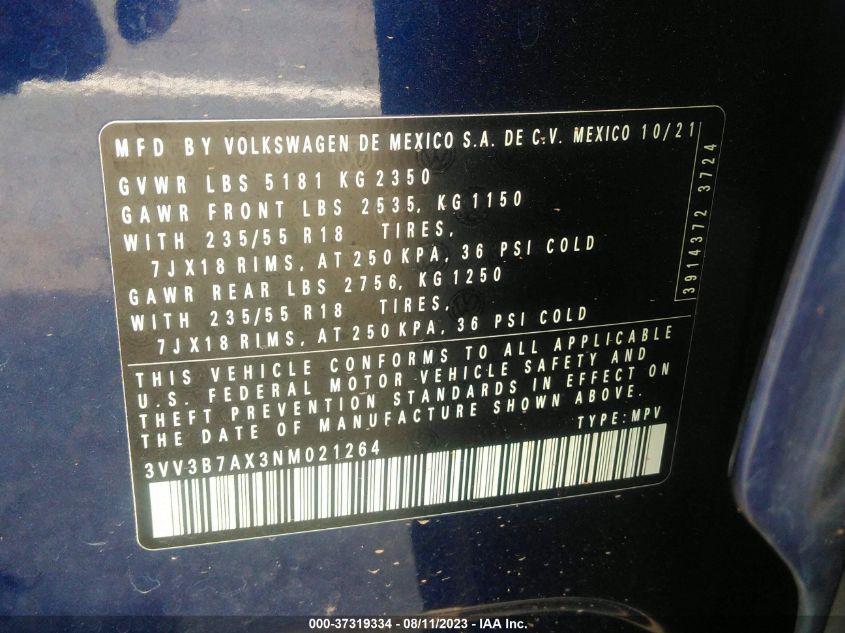 MFD BY VOLKSWAGEN DE MEXICO S.A. DE C.V. MEXICO 10/21
GVWR LBS 5181 KG 2350
GAWR FRONT LBS 2535, KG 1150
WITH 235/55 R18 TIRES,
7JX18 RIMS, AT 250 KPA, 36 PSI COLD
GAWR REAR LBS 2756, KG 1250
WITH 235/55 R18 TIRES,
7JX18 RIMS, AT 250 KPA, 36 PSI COLD
3914372 3724
THIS VEHICLE CONFORMS TO ALL APPLICABLE
U.S. FEDERAL MOTOR VEHICLE SAFETY AND
THEFT PREVENTION STANDARDS IN EFFECT ON
THE DATE OF MANUFACTURE SHOWN ABOVE.
TYPE: MPV
3VV3B7AX3NM021264
000-37319334 - 08/11/2023 - IAA Inc.